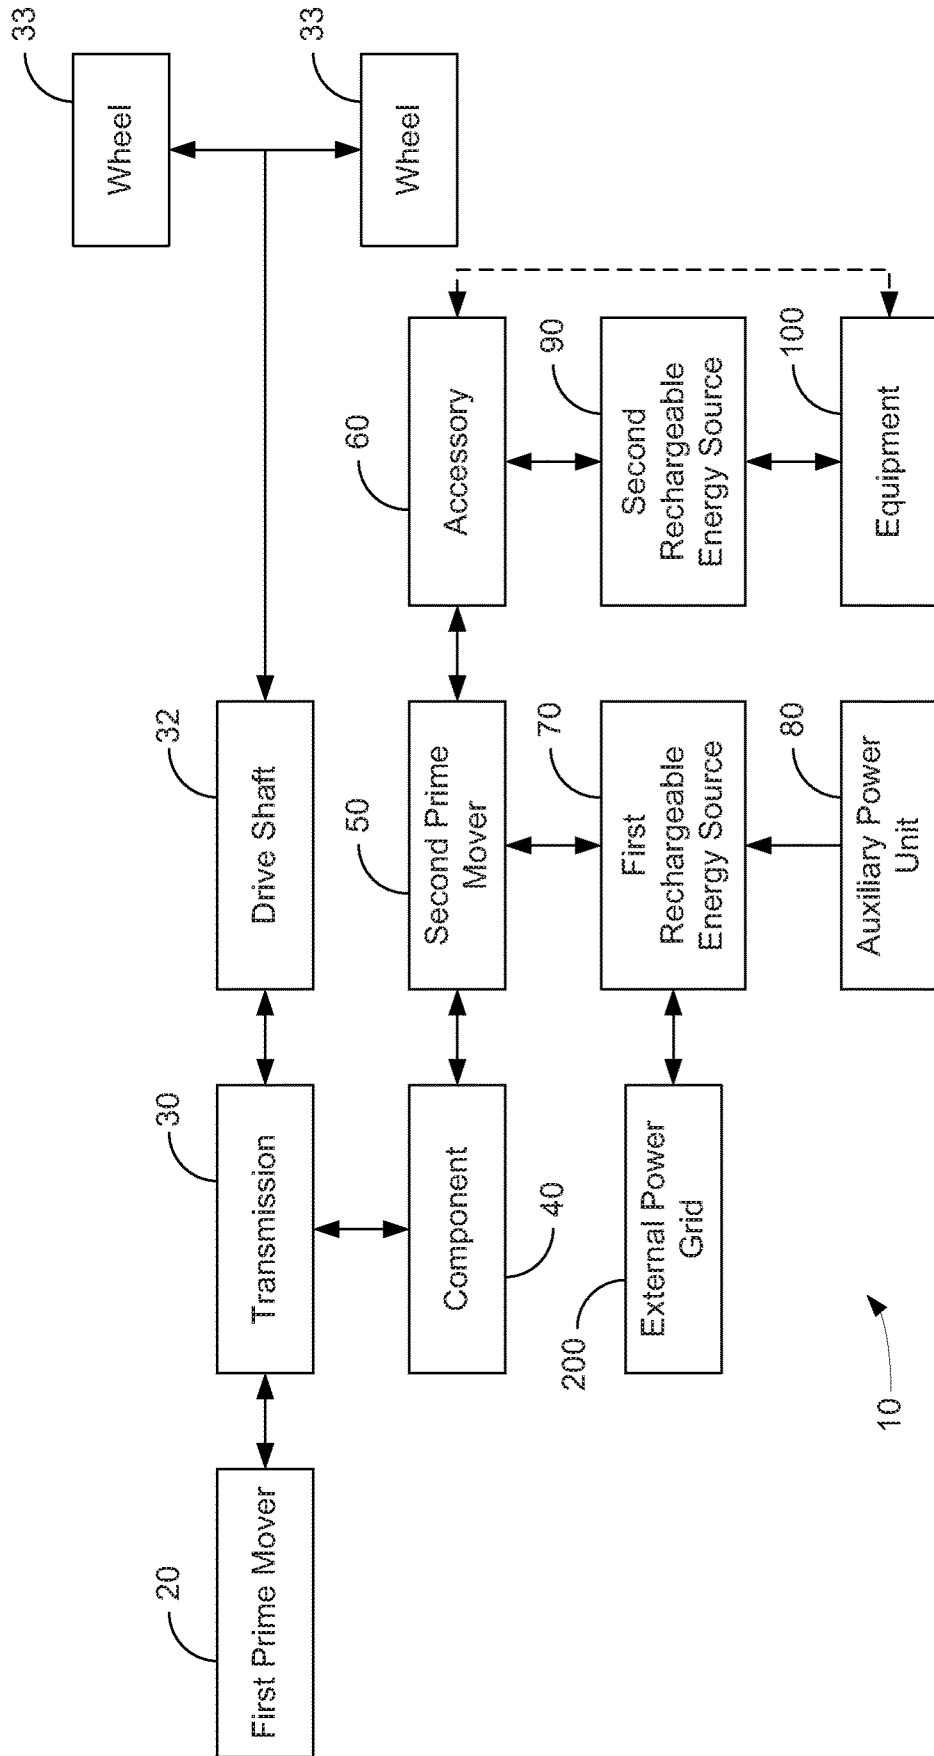 20
First Prime Mover
30
Transmission
32
Drive Shaft
33
Wheel
33
Wheel
Component
40
50
Second Prime
Mover
60
Accessory
200
External Power
Grid
70
First
Rechargeable
Energy Source
90
Second
Rechargeable
Energy Source
10
80
Auxiliary Power
Unit
100
Equipment